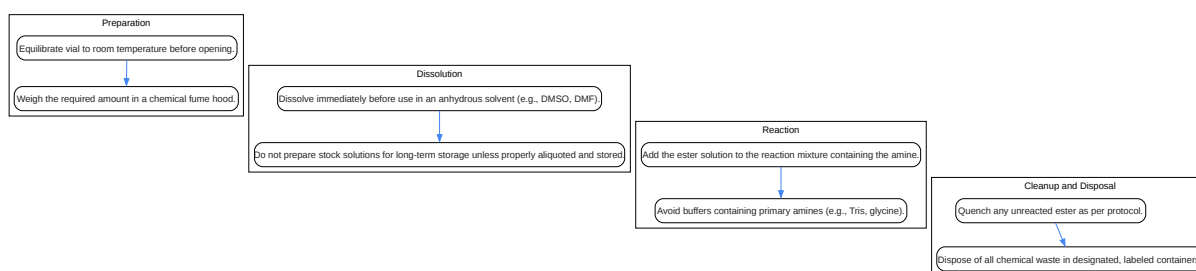 Preparation
Equilibrate vial to room temperature before opening.
Weigh the required amount in a chemical fume hood.
Dissolution
Dissolve immediately before use in an anhydrous solvent (e.g., DMSO, DMF).
Do not prepare stock solutions for long-term storage unless properly aliquoted and stored.
Reaction
Add the ester solution to the reaction mixture containing the amine.
Avoid buffers containing primary amines (e.g., Tris, glycine).
Cleanup and Disposal
Quench any unreacted ester as per protocol.
Dispose of all chemical waste in designated, labeled containers